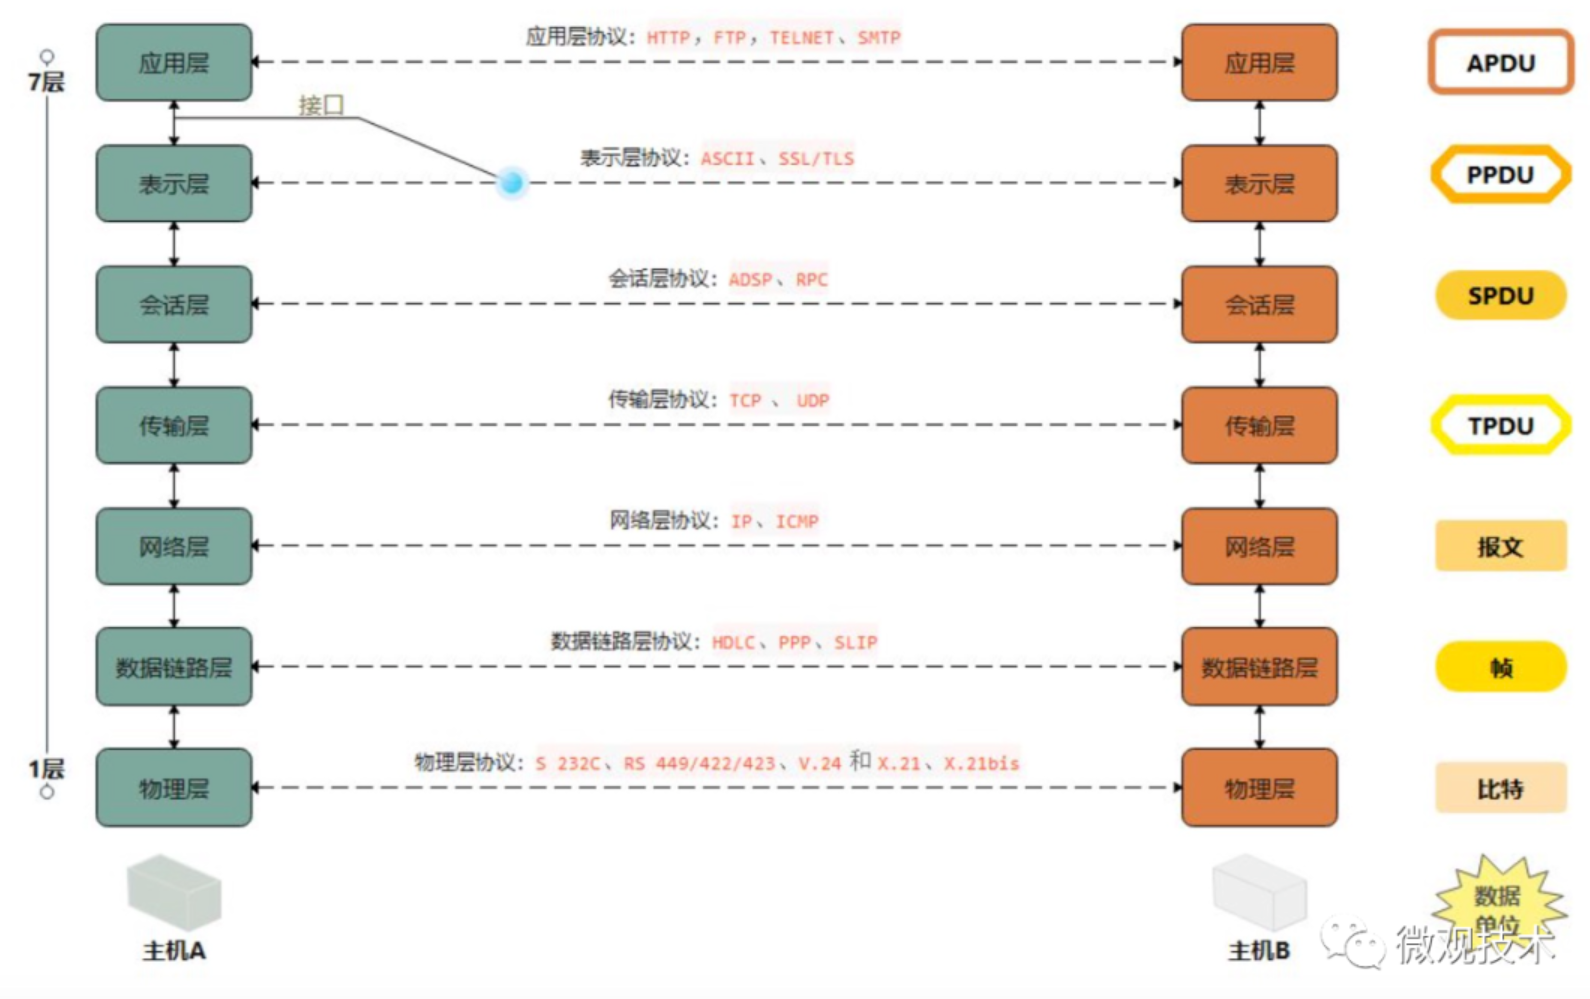 应用层协议：HTTP，FTP，TELNET、SMTP
7层
应用层
应用层
APDU
接口
表示层协议：ASCII、SSL/TLS
表示层
表示层
PPDU
会话层协议：ADSP、RPC
会话层
会话层
SPDU
传输层协议：TCP 、 UDP
传输层
传输层
TPDU
网络层协议：IP、ICMP
网络层
网络层
报文
数据链路层协议：HDLC、PPP、SLIP
数据链路层
数据链路层
帧
物理层协议：S 232C、RS 449/422/423、V.24 和 X.21、X.21bis
1层
物理层
物理层
比特
数据
单位
主机A
主机B
微观技术